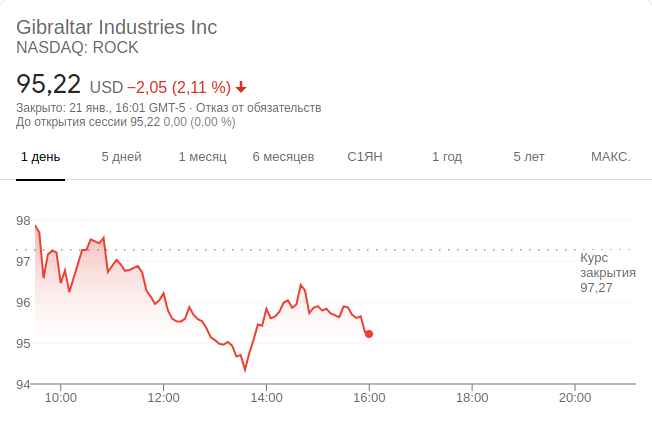 Gibraltar Industries Inc
NASDAQ: ROCK
95,22 USD −2,05 (2,11 %)
Закрыто: 21 янв., 16:01 GMT-5 · Отказ от обязательств
До открытия сессии 95,22 0,00 (0,00 %)
1 день 5 дней 1 месяц 6 месяцев С1ЯН 1 год 5 лет МАКС.
98
97
96
95
94
Курс
закрытия
97,27
10:00 12:00 14:00 16:00 18:00 20:00